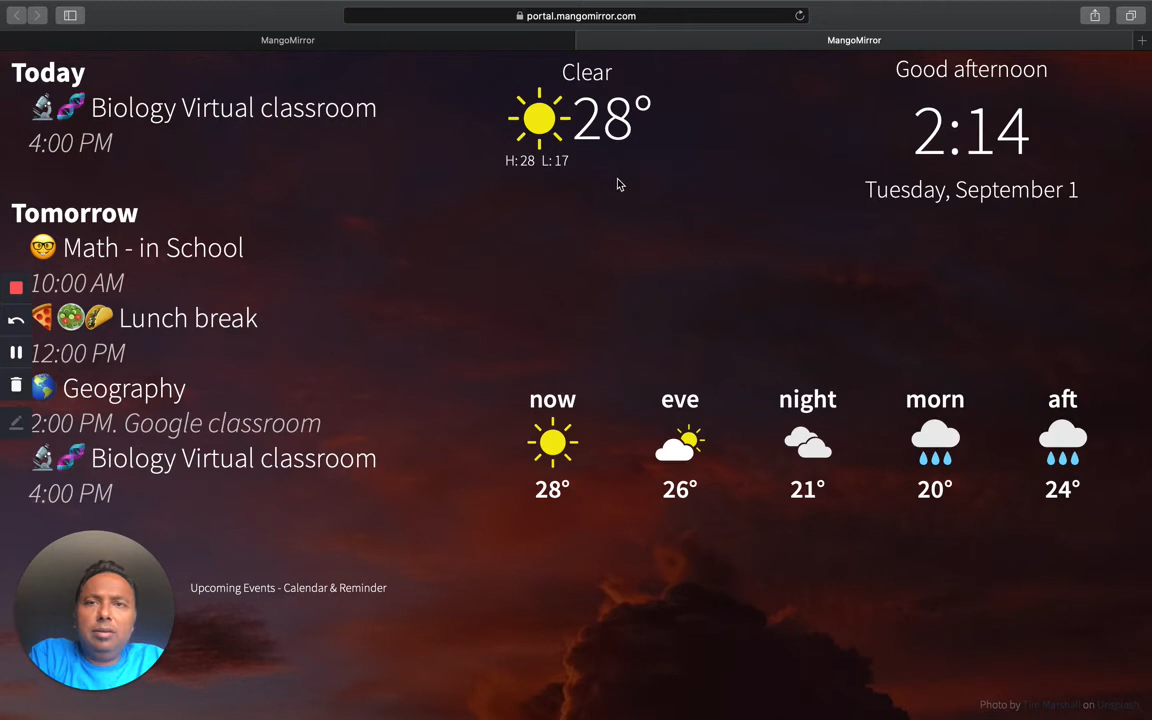 portal.mangomirror.com
MangoMirror
MangoMirror
Today
Biology Virtual classroom
4:00 PM
Tomorrow
Math - in School
10:00 AM
Lunch break
12:00 PM
Geography
2:00 PM. Google classroom
Biology Virtual classroom
4:00 PM
Upcoming Events - Calendar & Reminder
Clear
28°
H: 28 L: 17
Good afternoon
2:14
Tuesday, September 1
now eve night morn aft
28° 26° 21° 20° 24°
Photo by Tim Marshall on Unsplash